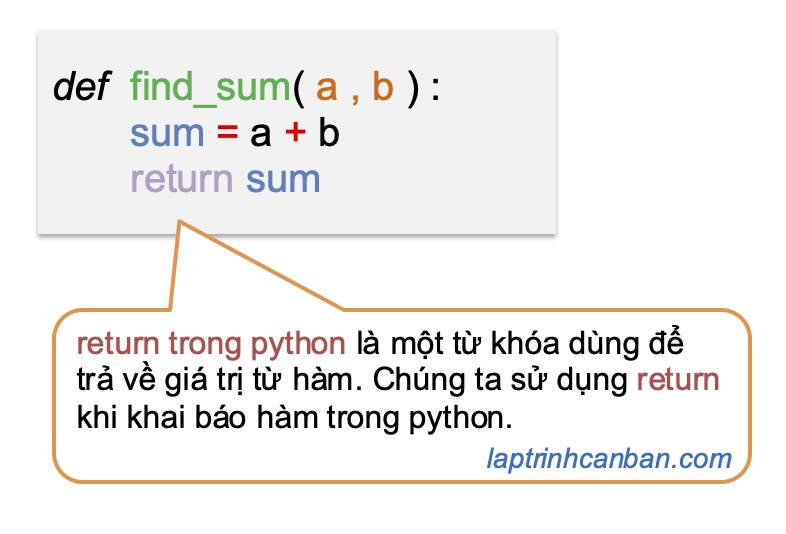 def find_sum( a , b ) :
sum = a + b
return sum
return trong python là một từ khóa dùng để
trả về giá trị từ hàm. Chúng ta sử dụng return
khi khai báo hàm trong python.
laptrinhcanban.com